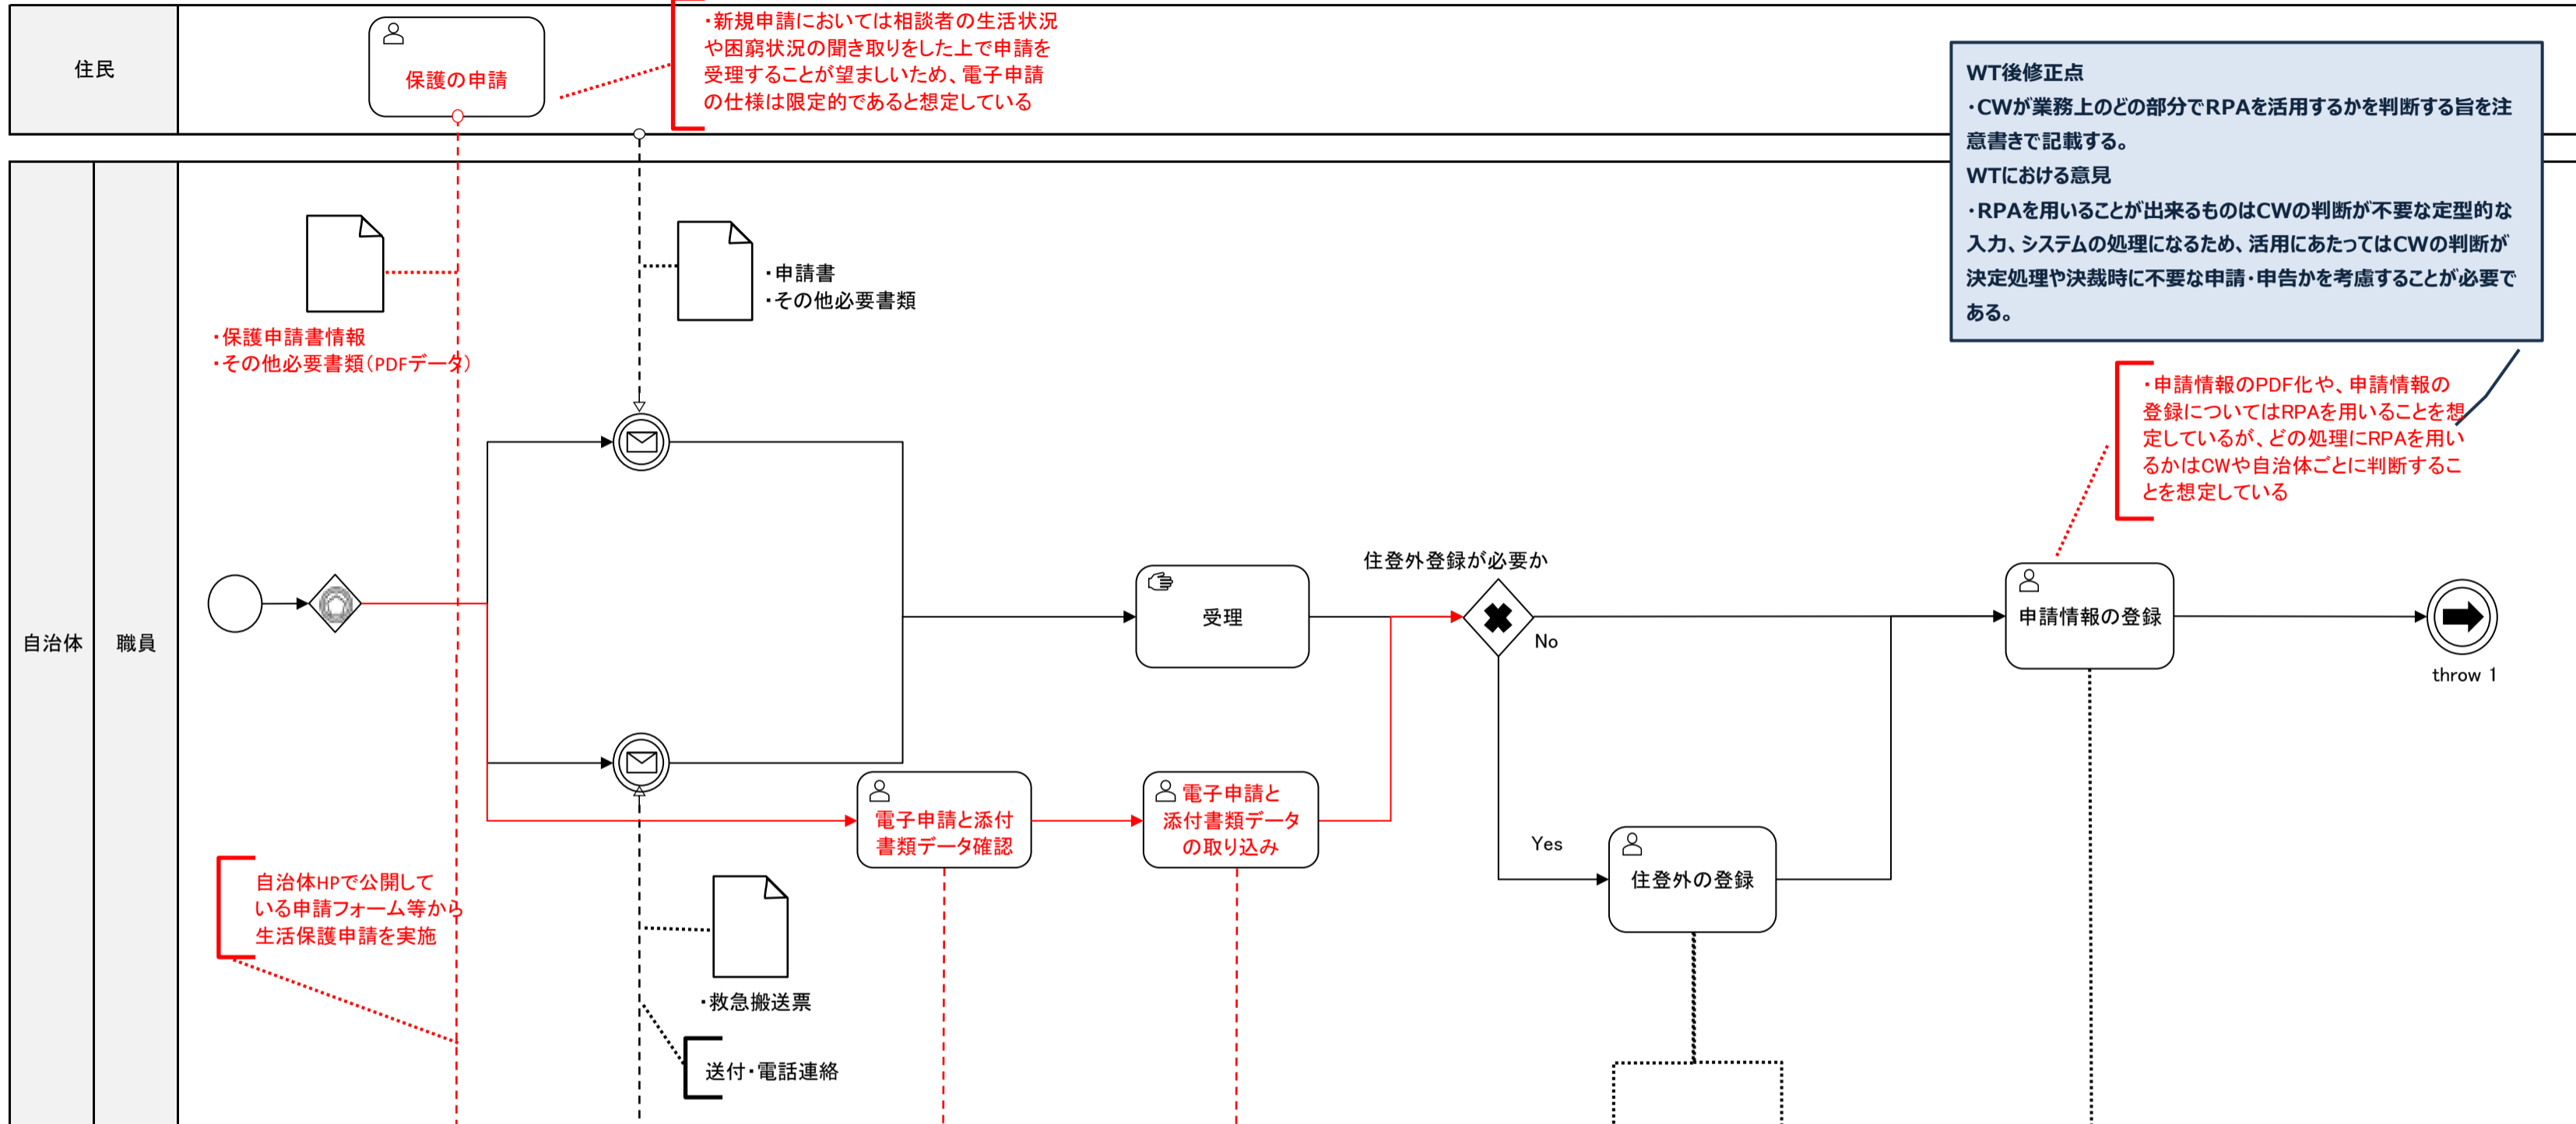 住民
保護の申請
・新規申請においては相談者の生活状況
や困窮状況の聞き取りをした上で申請を
受理することが望ましいため、電子申請
の仕様は限定的であると想定している
WT後修正点
・CWが業務上のどの部分でRPAを活用するかを判断する旨を注
意書きで記載する。
WTにおける意見
・RPAを用いることが出来るものはCWの判断が不要な定型的な
入力、システムの処理になるため、活用にあたってはCWの判断が
決定処理や決裁時に不要な申請・申告かを考慮することが必要で
ある。
・申請書
・その他必要書類
・保護申請書情報
・その他必要書類（PDFデータ）
・申請情報のPDF化や、申請情報の
登録についてはRPAを用いることを想
定しているが、どの処理にRPAを用い
るかはCWや自治体ごとに判断するこ
とを想定している
自治体
職員
受理
住登外登録が必要か
No
申請情報の登録
throw 1
電子申請と添付
書類データ確認
電子申請と
添付書類データ
の取り込み
Yes
住登外の登録
自治体HPで公開して
いる申請フォーム等から
生活保護申請を実施
・救急搬送票
送付・電話連絡